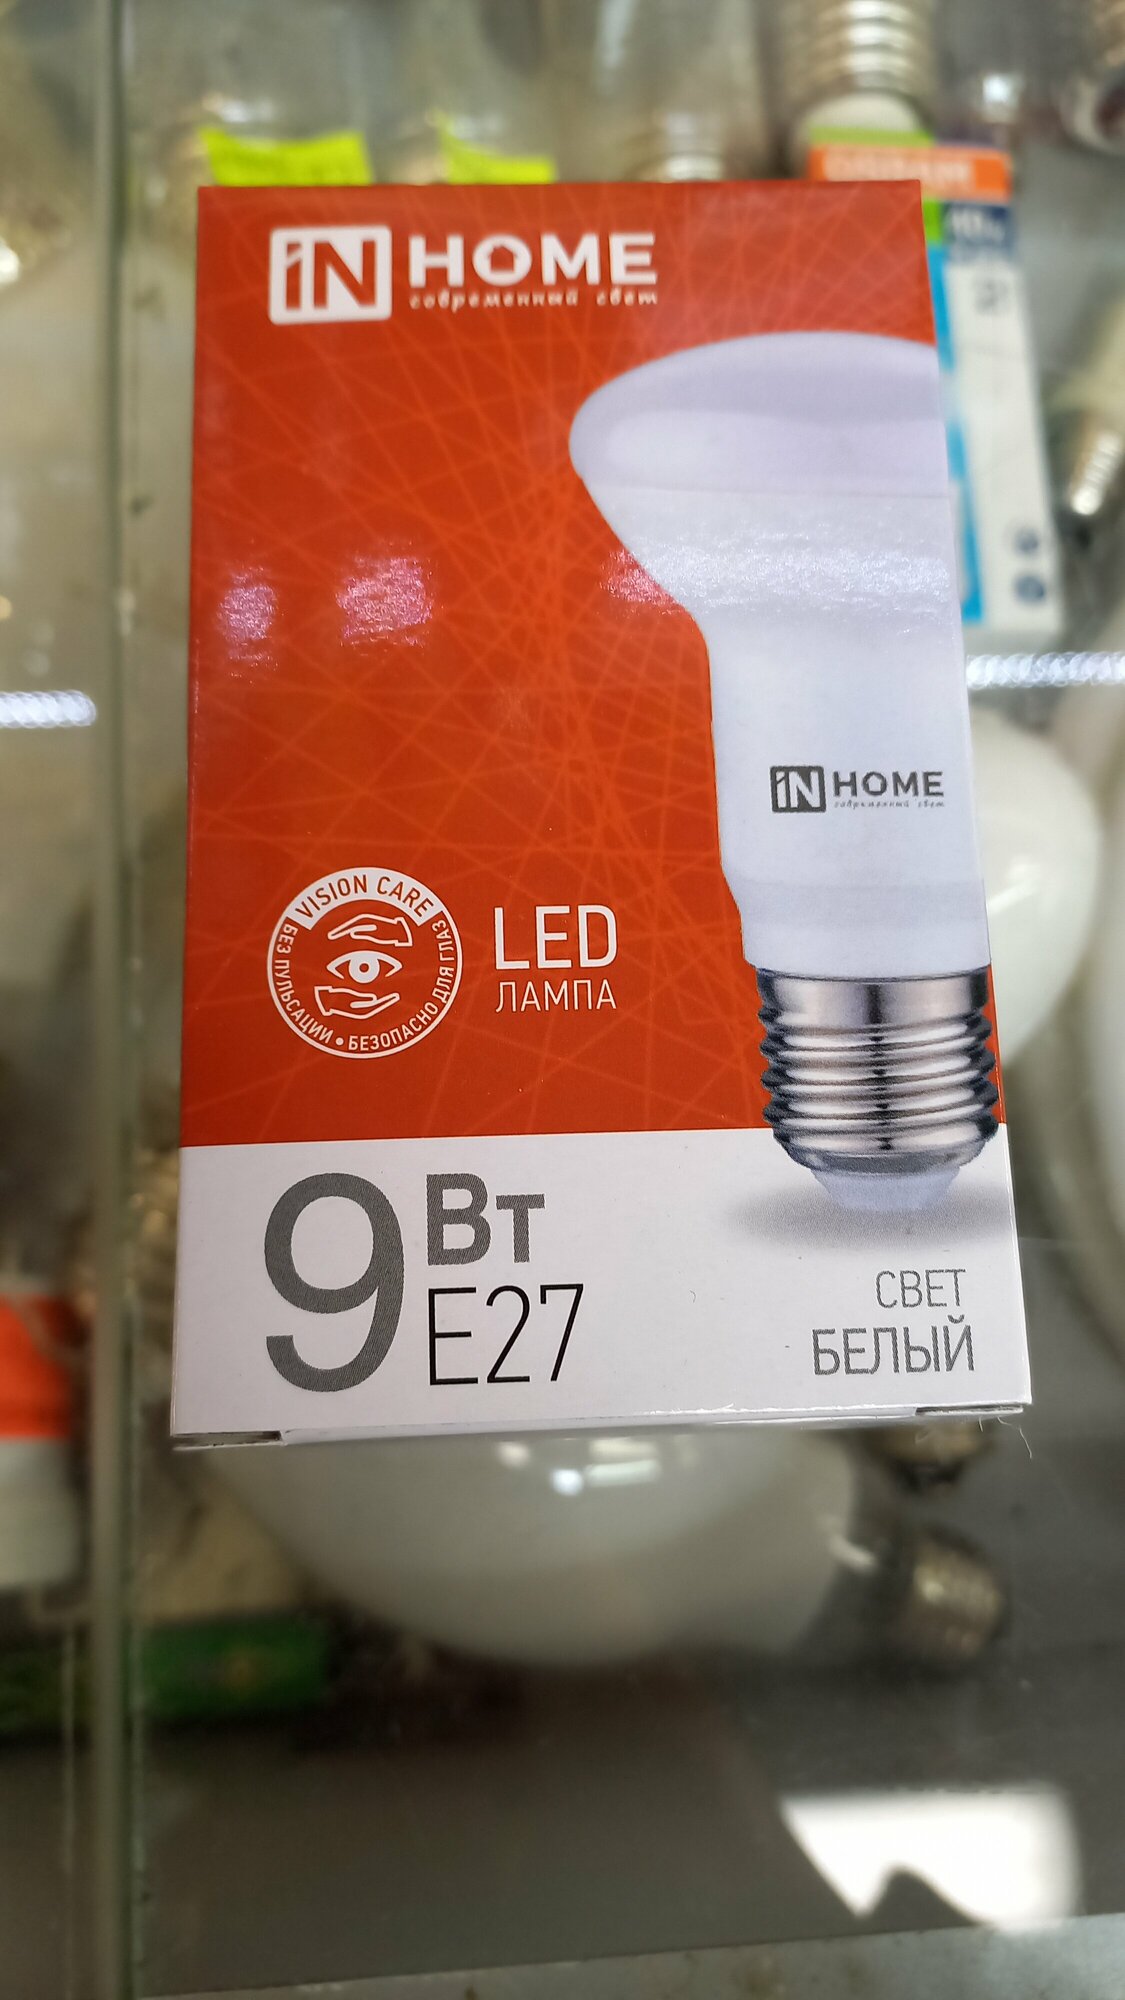 iN HOME
современный свет
iN HOME
современный свет
VISION CARE
БЕЗ ПУЛЬСАЦИИ • БЕЗОПАСНО ДЛЯ ГЛАЗ
LED
ЛАМПА
9 Вт
E27
СВЕТ
БЕЛЫЙ
OSRAM